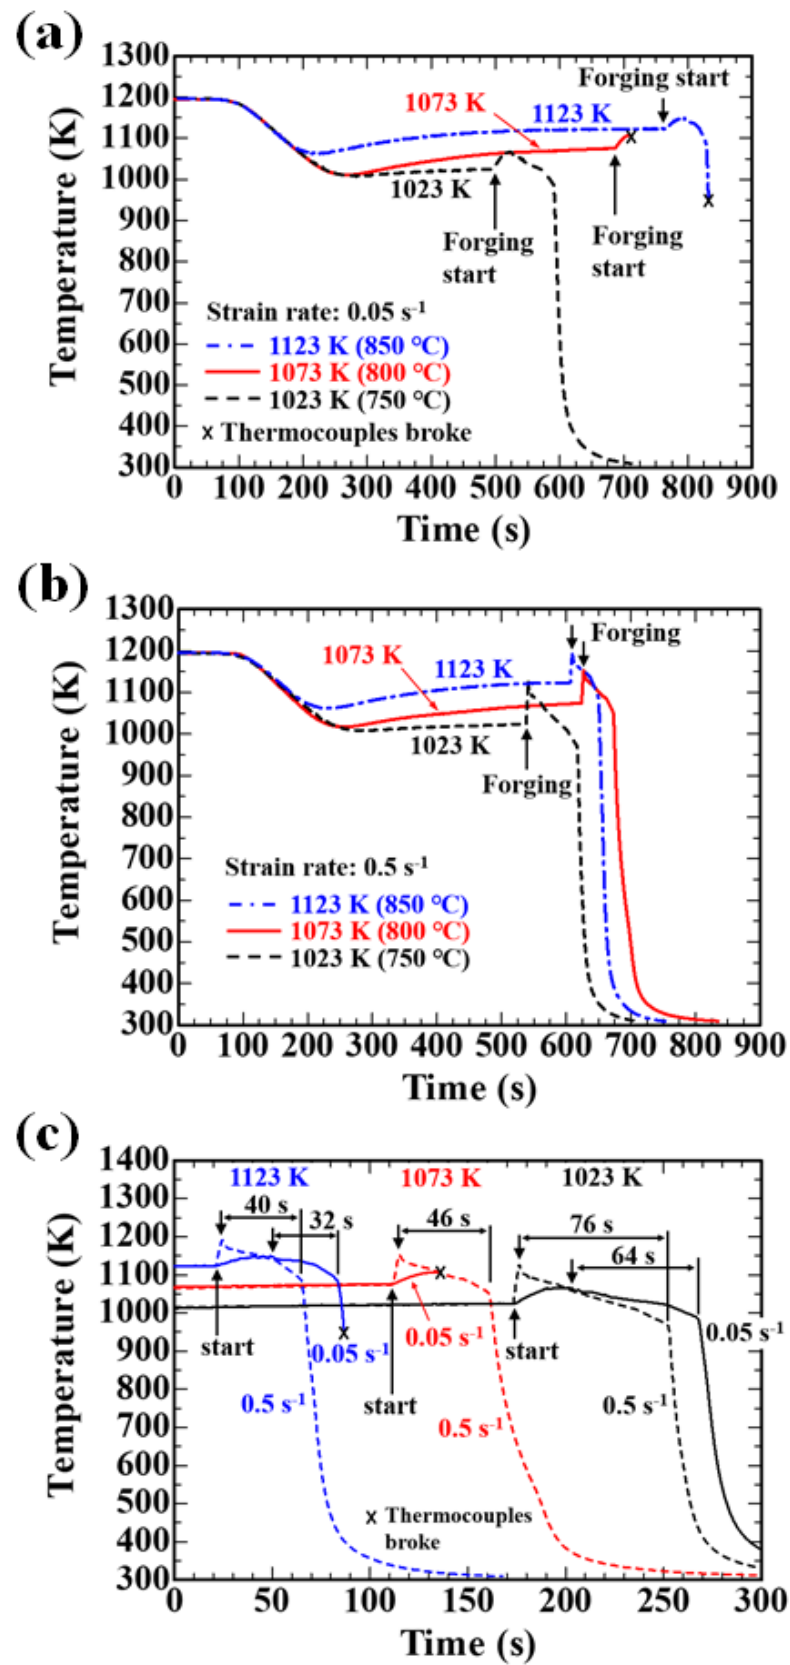 (a)
1300
1200
1100
1000
900
800
700
600
500
400
300
Temperature (K)
Forging start
1073 K
1123 K
1023 K
Forging
start
Forging
start
Strain rate: 0.05 s⁻¹
1123 K (850 °C)
1073 K (800 °C)
1023 K (750 °C)
x Thermocouples broke
0 100 200 300 400 500 600 700 800 900
Time (s)
(b)
1300
1200
1100
1000
900
800
700
600
500
400
300
Temperature (K)
Forging
1073 K
1123 K
1023 K
Forging
Strain rate: 0.5 s⁻¹
1123 K (850 °C)
1073 K (800 °C)
1023 K (750 °C)
0 100 200 300 400 500 600 700 800 900
Time (s)
(c)
1400
1300
1200
1100
1000
900
800
700
600
500
400
300
Temperature (K)
1123 K 1073 K 1023 K
40 s
32 s
46 s
76 s
64 s
start
0.05 s⁻¹
0.05 s⁻¹
start
0.05 s⁻¹
start
0.5 s⁻¹
0.5 s⁻¹
0.5 s⁻¹
x Thermocouples
broke
0 50 100 150 200 250 300
Time (s)